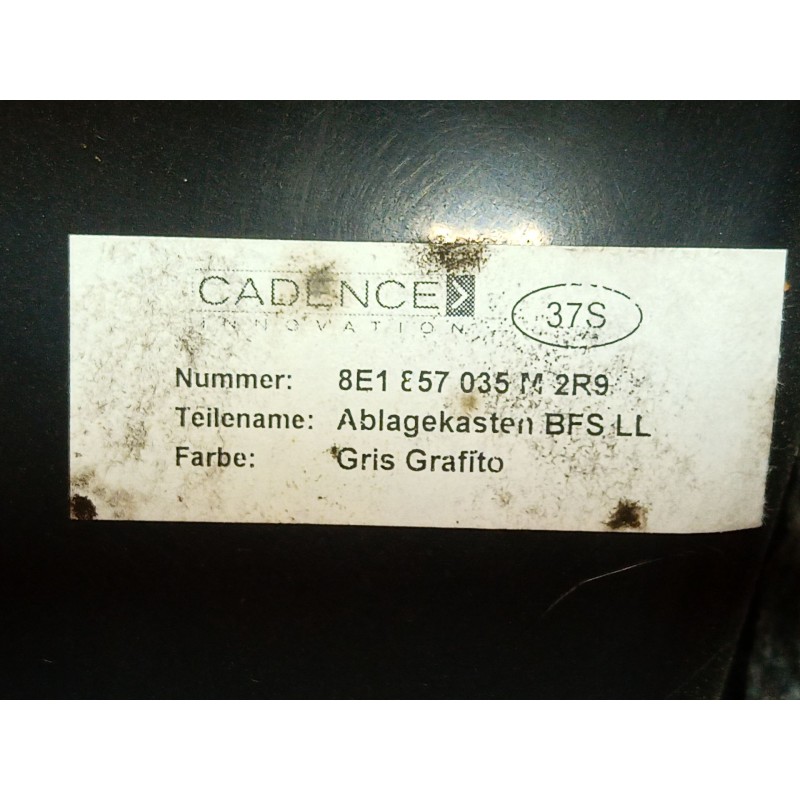 CADENCE
INNOVATION
37S
Nummer: 8E1 857 035 M 2R9
Teilename: Ablagekasten BFS LL
Farbe: Gris Grafito